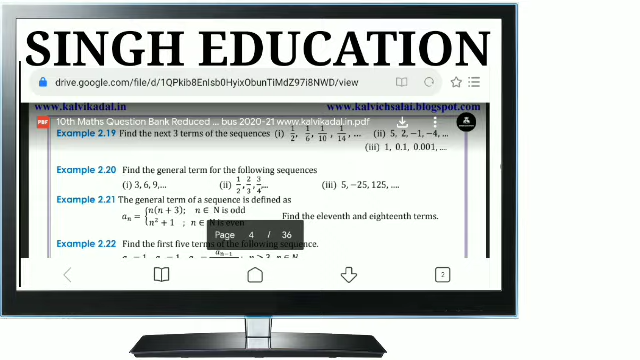 SINGH EDUCATION
drive.google.com/file/d/1QPkib8EnIsb0HyixObunTiMdZ97i8NWD/view
www.kalvikadal.in www.kalvichsalai.blogspot.com
PDF 10th Maths Question Bank Reduced ... bus 2020-21 www.kalvikadal.in.pdf
Example 2.19 Find the next 3 terms of the sequences (i) 1/2, 1/6, 1/10, 1/14, ... (ii) 5, 2, -1, -4, ...
(iii) 1, 0.1, 0.001, ...
Example 2.20 Find the general term for the following sequences
(i) 3, 6, 9,... (ii) 1/2, 2/3, 3/4,... (iii) 5, -25, 125, ....
Example 2.21 The general term of a sequence is defined as
aₙ = { n(n + 3); n ∈ N is odd
n² + 1 ; n ∈ N is even Find the eleventh and eighteenth terms.
Page 4 / 36
Example 2.22 Find the first five terms of the following sequence.
2